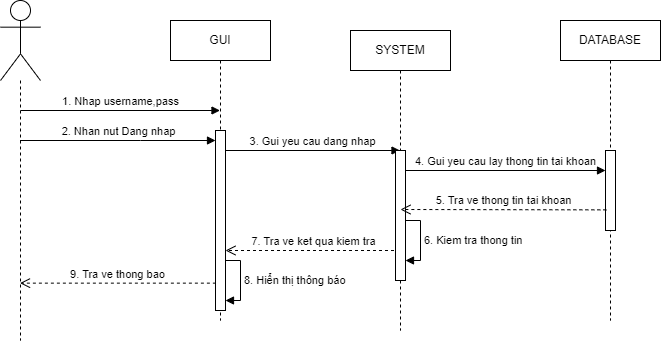 GUI
SYSTEM
DATABASE
1. Nhap username,pass
2. Nhan nut Dang nhap
3. Gui yeu cau dang nhap
4. Gui yeu cau lay thong tin tai khoan
5. Tra ve thong tin tai khoan
6. Kiem tra thong tin
7. Tra ve ket qua kiem tra
8. Hiển thị thông báo
9. Tra ve thong bao